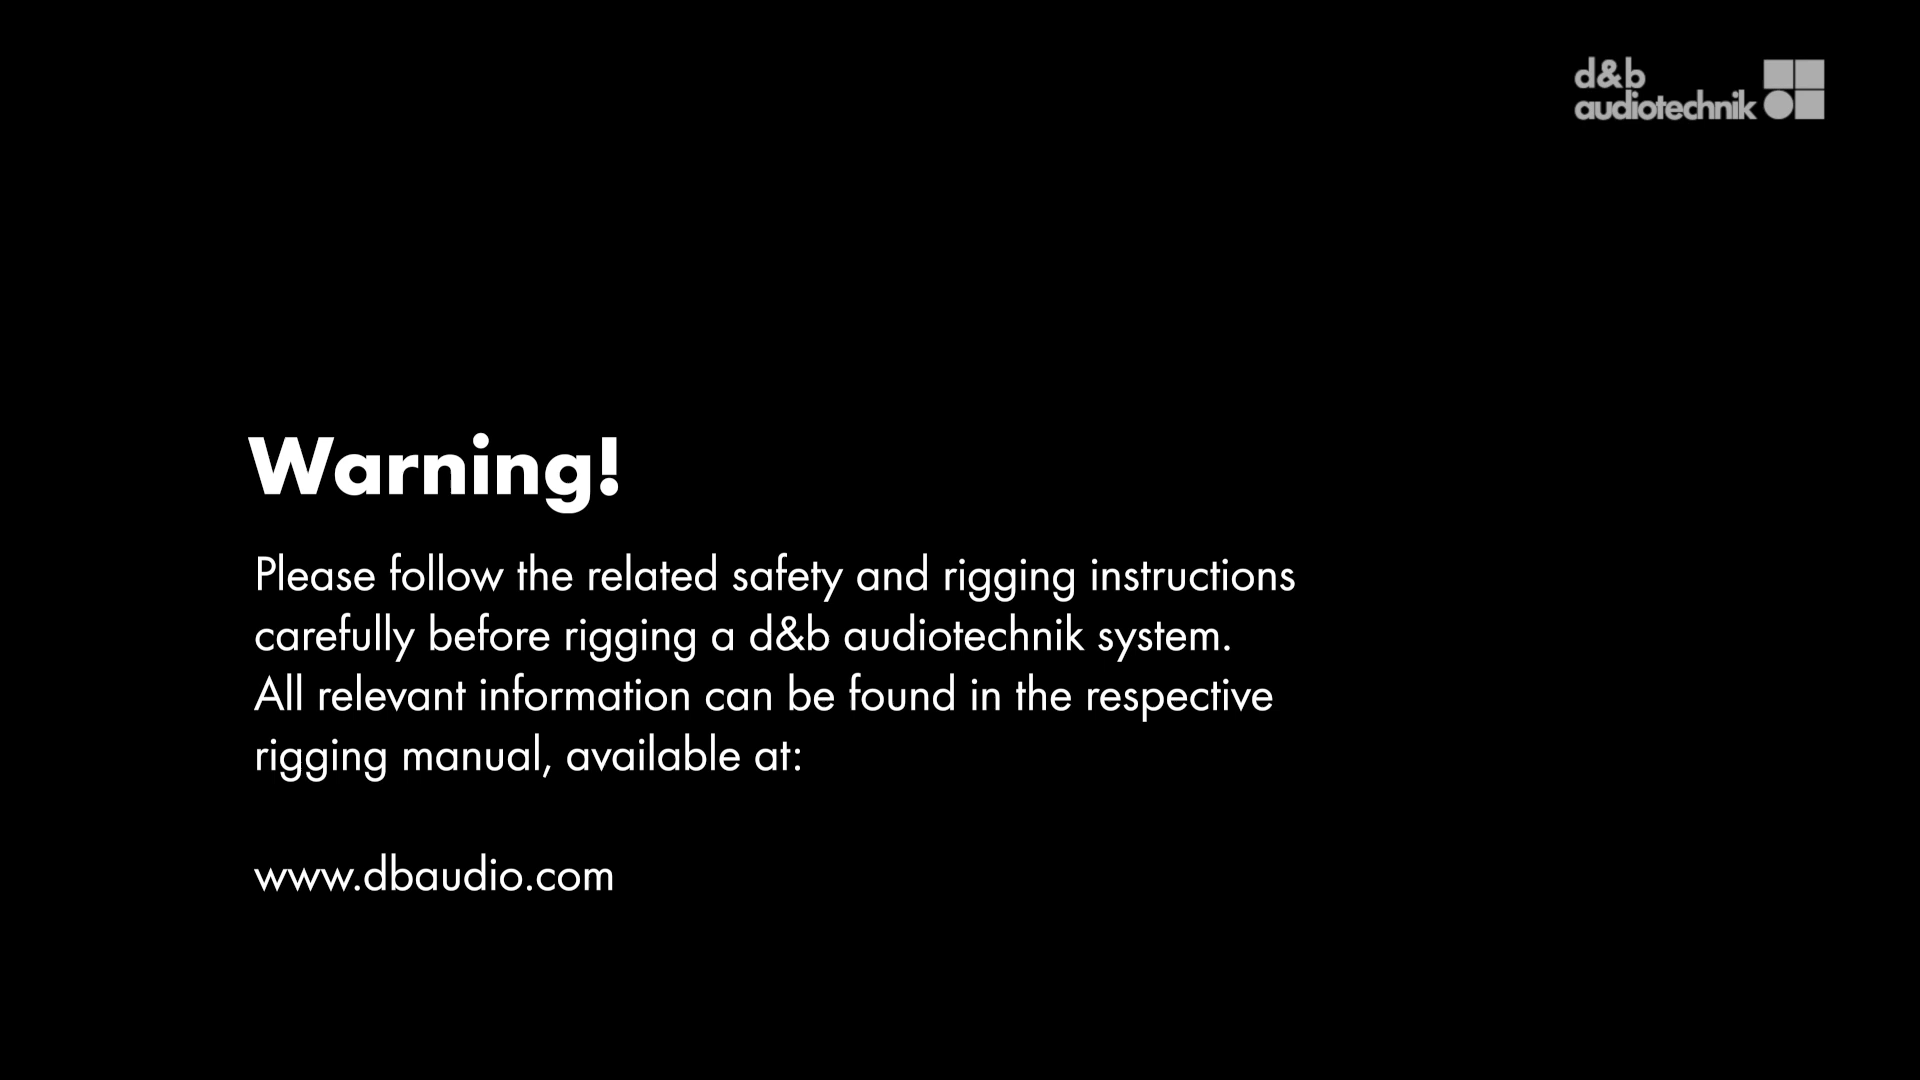 d&b
audiotechnik
Warning!
Please follow the related safety and rigging instructions
carefully before rigging a d&b audiotechnik system.
All relevant information can be found in the respective
rigging manual, available at:
www.dbaudio.com